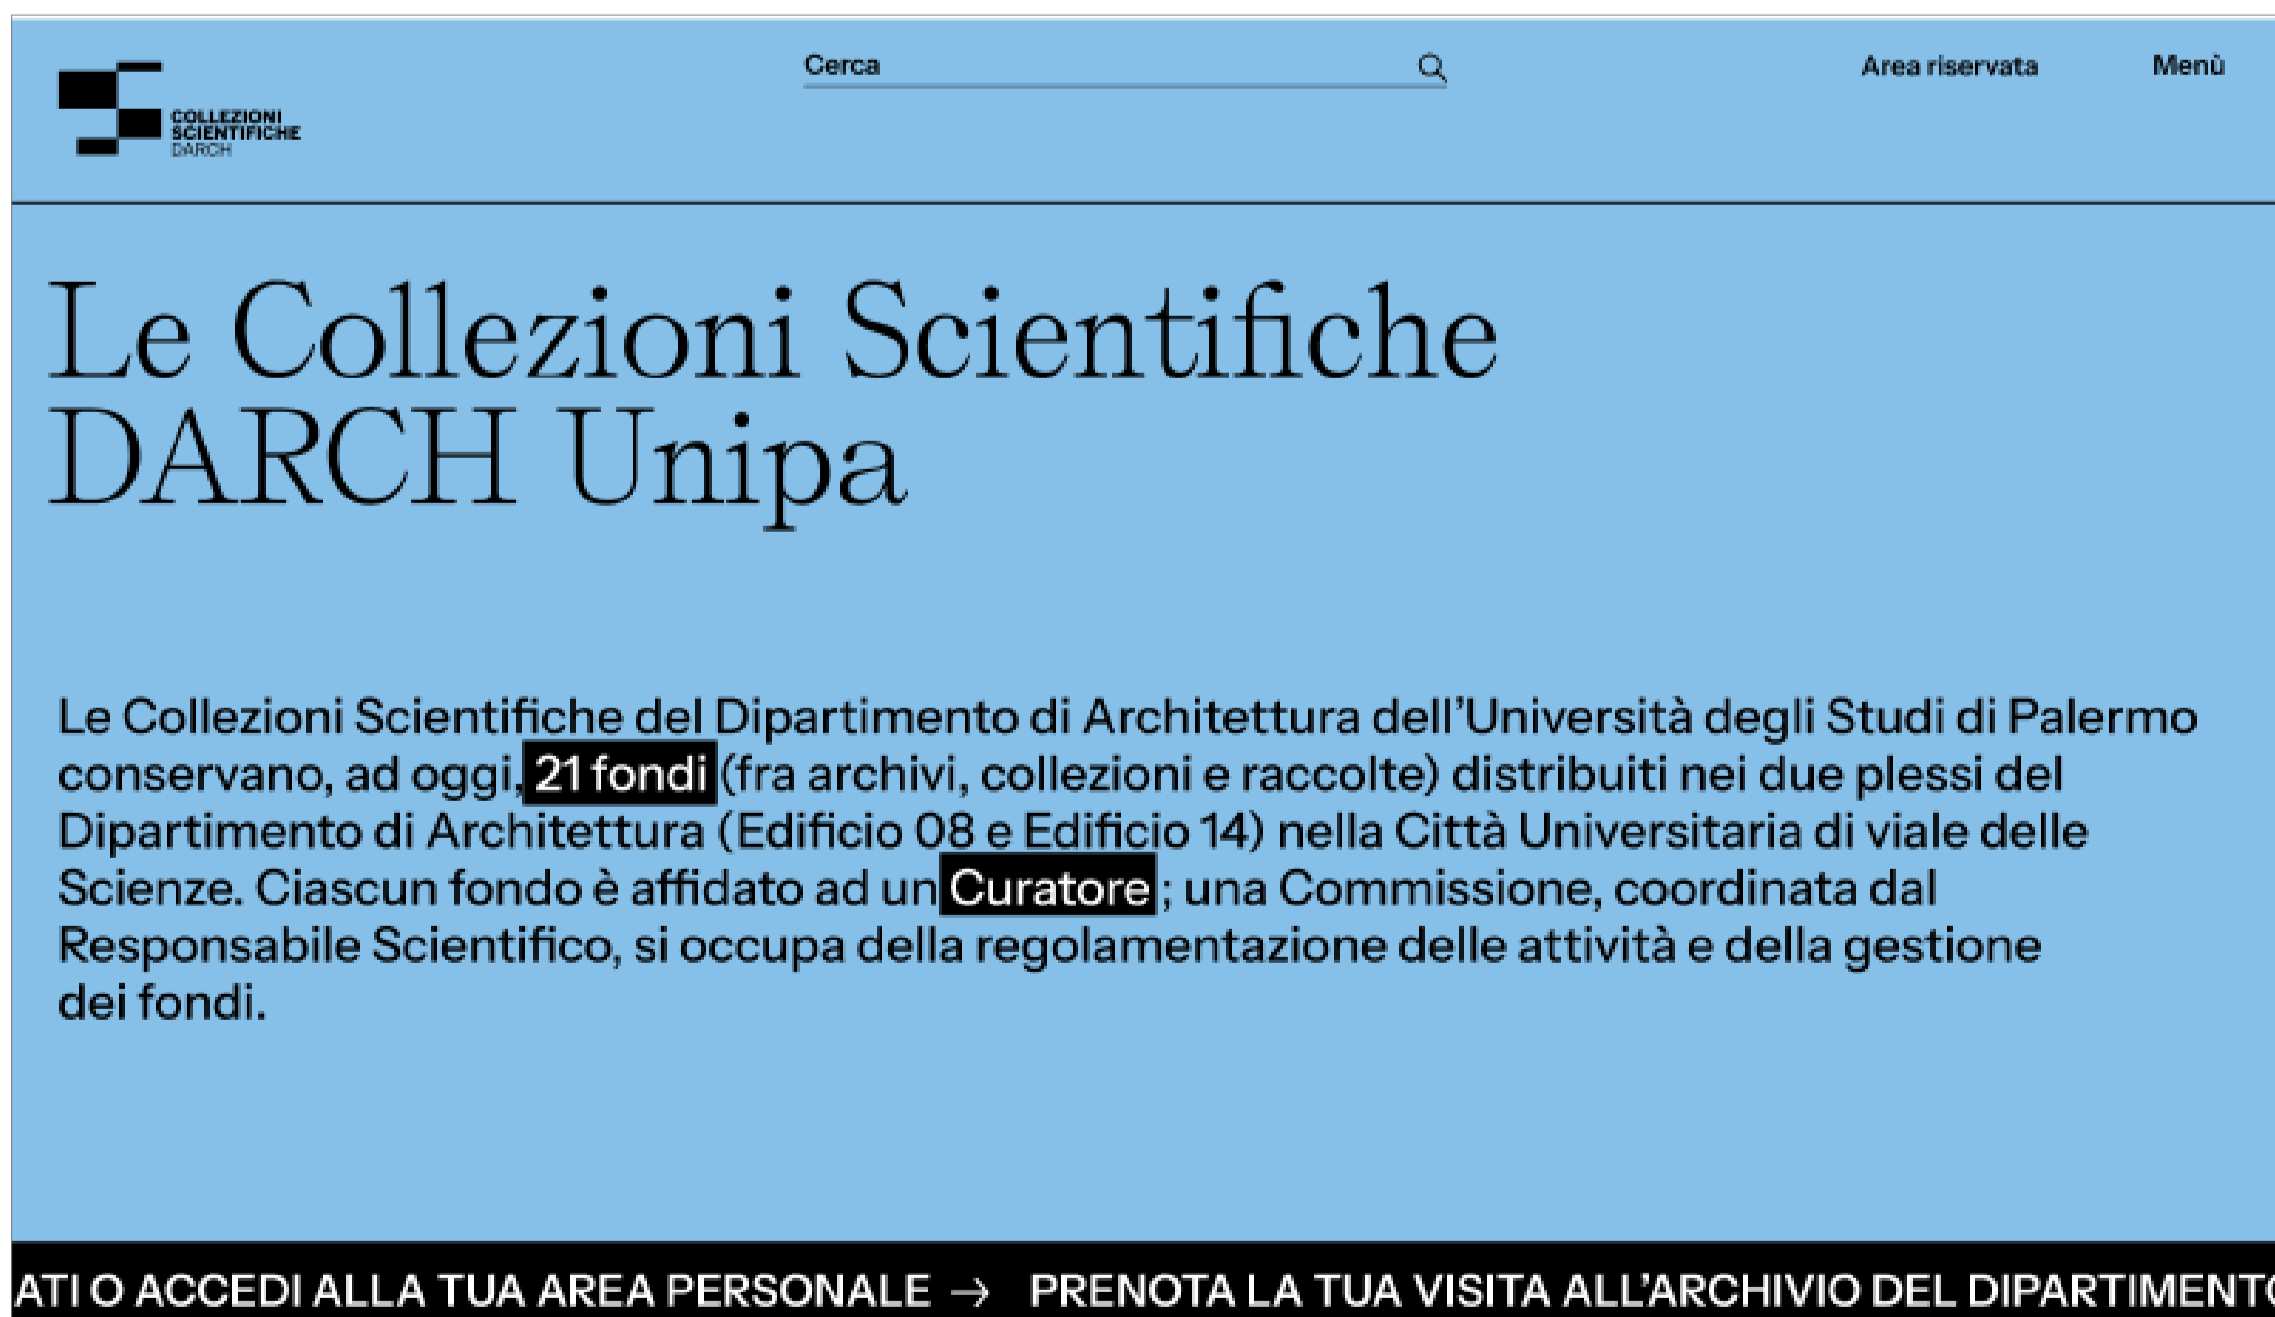 Cerca
Area riservata
Menù
COLLEZIONI
SCIENTIFICHE
DARCH
Le Collezioni Scientifiche
DARCH Unipa
Le Collezioni Scientifiche del Dipartimento di Architettura dell’Università degli Studi di Palermo
conservano, ad oggi, 21 fondi (fra archivi, collezioni e raccolte) distribuiti nei due plessi del
Dipartimento di Architettura (Edificio 08 e Edificio 14) nella Città Universitaria di viale delle
Scienze. Ciascun fondo è affidato ad un Curatore ; una Commissione, coordinata dal
Responsabile Scientifico, si occupa della regolamentazione delle attività e della gestione
dei fondi.
ATI O ACCEDI ALLA TUA AREA PERSONALE → PRENOTA LA TUA VISITA ALL’ARCHIVIO DEL DIPARTIMENTO